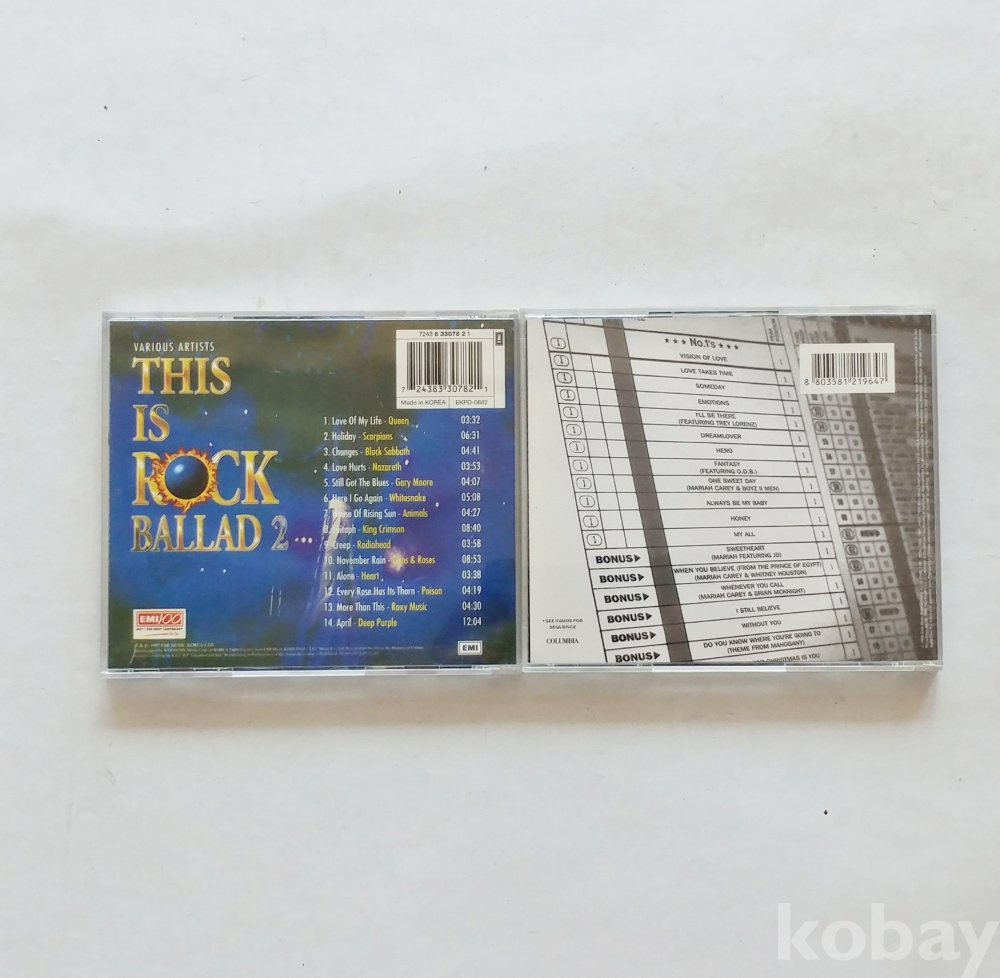 VARIOUS ARTISTS
THIS
IS
ROCK
BALLAD 2 ...
7243 8 33078 2 1
7 24383 30782 1
Made in KOREA EKPD-0602
EMI
1. Love Of My Life - Queen 03:32
2. Holiday - Scorpions 06:31
3. Changes - Black Sabbath 04:41
4. Love Hurts - Nazareth 03:53
5. Still Got The Blues - Gary Moore 04:07
6. Here I Go Again - Whitesnake 05:08
7. House Of Rising Sun - Animals 04:27
8. Epitaph - King Crimson 08:40
9. Creep - Radiohead 03:58
10. November Rain - Guns & Roses 08:53
11. Alone - Heart 03:38
12. Every Rose Has Its Thorn - Poison 04:19
13. More Than This - Roxy Music 04:30
14. April - Deep Purple 12:04
EMI100
EMI
★★★ No.1's ★★★
VISION OF LOVE
LOVE TAKES TIME
SOMEDAY
EMOTIONS
I'LL BE THERE
(FEATURING TREY LORENZ)
DREAMLOVER
HERO
FANTASY
(FEATURING O.D.B.)
ONE SWEET DAY
(MARIAH CAREY & BOYZ II MEN)
ALWAYS BE MY BABY
HONEY
MY ALL
BONUS▶ SWEETHEART
(MARIAH FEATURING JD)
BONUS▶ WHEN YOU BELIEVE (FROM THE PRINCE OF EGYPT)
(MARIAH CAREY & WHITNEY HOUSTON)
BONUS▶ WHENEVER YOU CALL
(MARIAH CAREY & BRIAN MCKNIGHT)
BONUS▶ I STILL BELIEVE
BONUS▶ WITHOUT YOU
BONUS▶ DO YOU KNOW WHERE YOU'RE GOING TO
(THEME FROM MAHOGANY)
CHRISTMAS IS YOU
8 803581 219647
• SEE INSIDE FOR
SEQUENCE
COLUMBIA
kobay